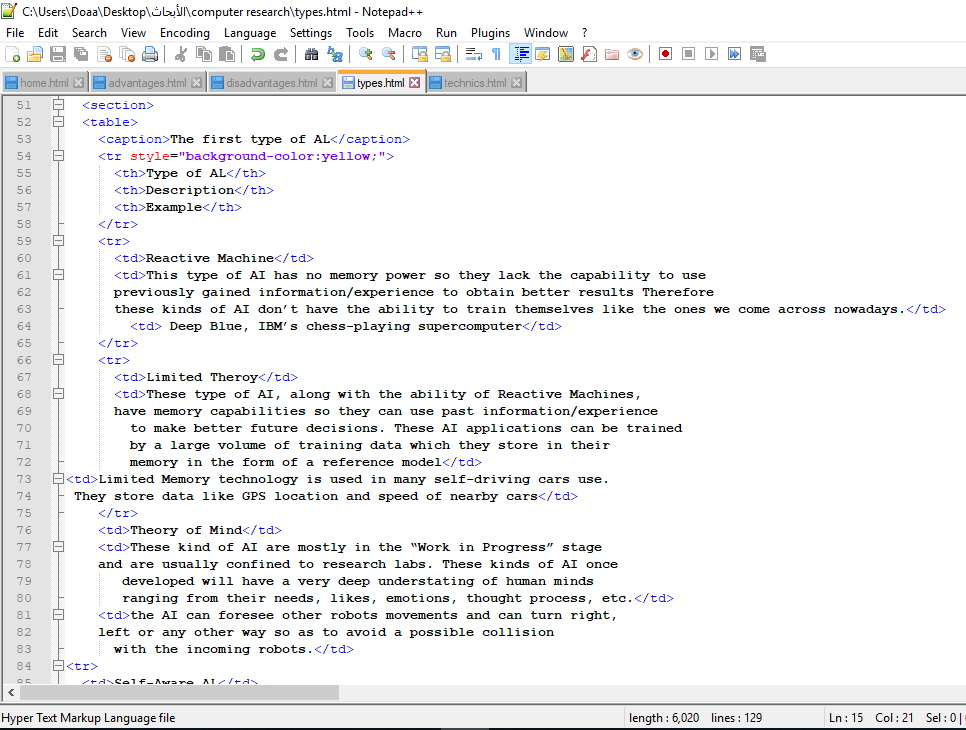 C:\Users\Doaa\Desktop\الأبحاث\computer research\types.html - Notepad++
File Edit Search View Encoding Language Settings Tools Macro Run Plugins Window ?
home.html advantages.html disadvantages.html types.html technics.html
51 <section>
52 <table>
53 <caption>The first type of AL</caption>
54 <tr style="background-color:yellow;">
55 <th>Type of AL</th>
56 <th>Description</th>
57 <th>Example</th>
58 </tr>
59 <tr>
60 <td>Reactive Machine</td>
61 <td>This type of AI has no memory power so they lack the capability to use
62 previously gained information/experience to obtain better results Therefore
63 these kinds of AI don’t have the ability to train themselves like the ones we come across nowadays.</td>
64 <td> Deep Blue, IBM’s chess-playing supercomputer</td>
65 </tr>
66 <tr>
67 <td>Limited Theroy</td>
68 <td>These type of AI, along with the ability of Reactive Machines,
69 have memory capabilities so they can use past information/experience
70 to make better future decisions. These AI applications can be trained
71 by a large volume of training data which they store in their
72 memory in the form of a reference model</td>
73 <td>Limited Memory technology is used in many self-driving cars use.
74 They store data like GPS location and speed of nearby cars</td>
75 </tr>
76 <td>Theory of Mind</td>
77 <td>These kind of AI are mostly in the “Work in Progress” stage
78 and are usually confined to research labs. These kinds of AI once
79 developed will have a very deep understating of human minds
80 ranging from their needs, likes, emotions, thought process, etc.</td>
81 <td>the AI can foresee other robots movements and can turn right,
82 left or any other way so as to avoid a possible collision
83 with the incoming robots.</td>
84 <tr>
85 <td>Self-Aware AL</td>
Hyper Text Markup Language file length : 6,020 lines : 129 Ln : 15 Col : 21 Sel : 0 |